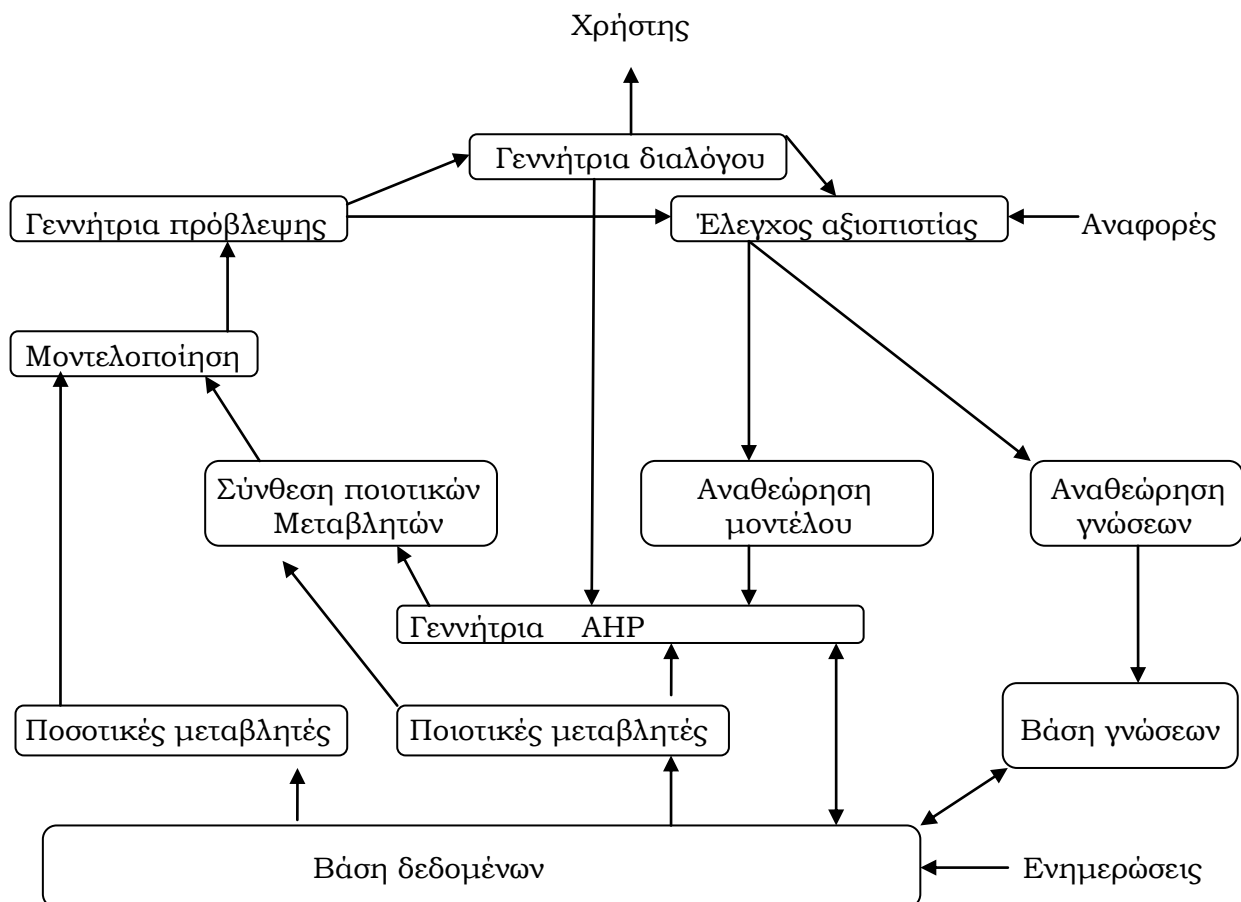 Χρήστης
Γεννήτρια διαλόγου
Γεννήτρια πρόβλεψης
Έλεγχος αξιοπιστίας
Αναφορές
Μοντελοποίηση
Σύνθεση ποιοτικών
Μεταβλητών
Αναθεώρηση
μοντέλου
Αναθεώρηση
γνώσεων
Γεννήτρια AHP
Ποσοτικές μεταβλητές
Ποιοτικές μεταβλητές
Βάση γνώσεων
Βάση δεδομένων
Ενημερώσεις